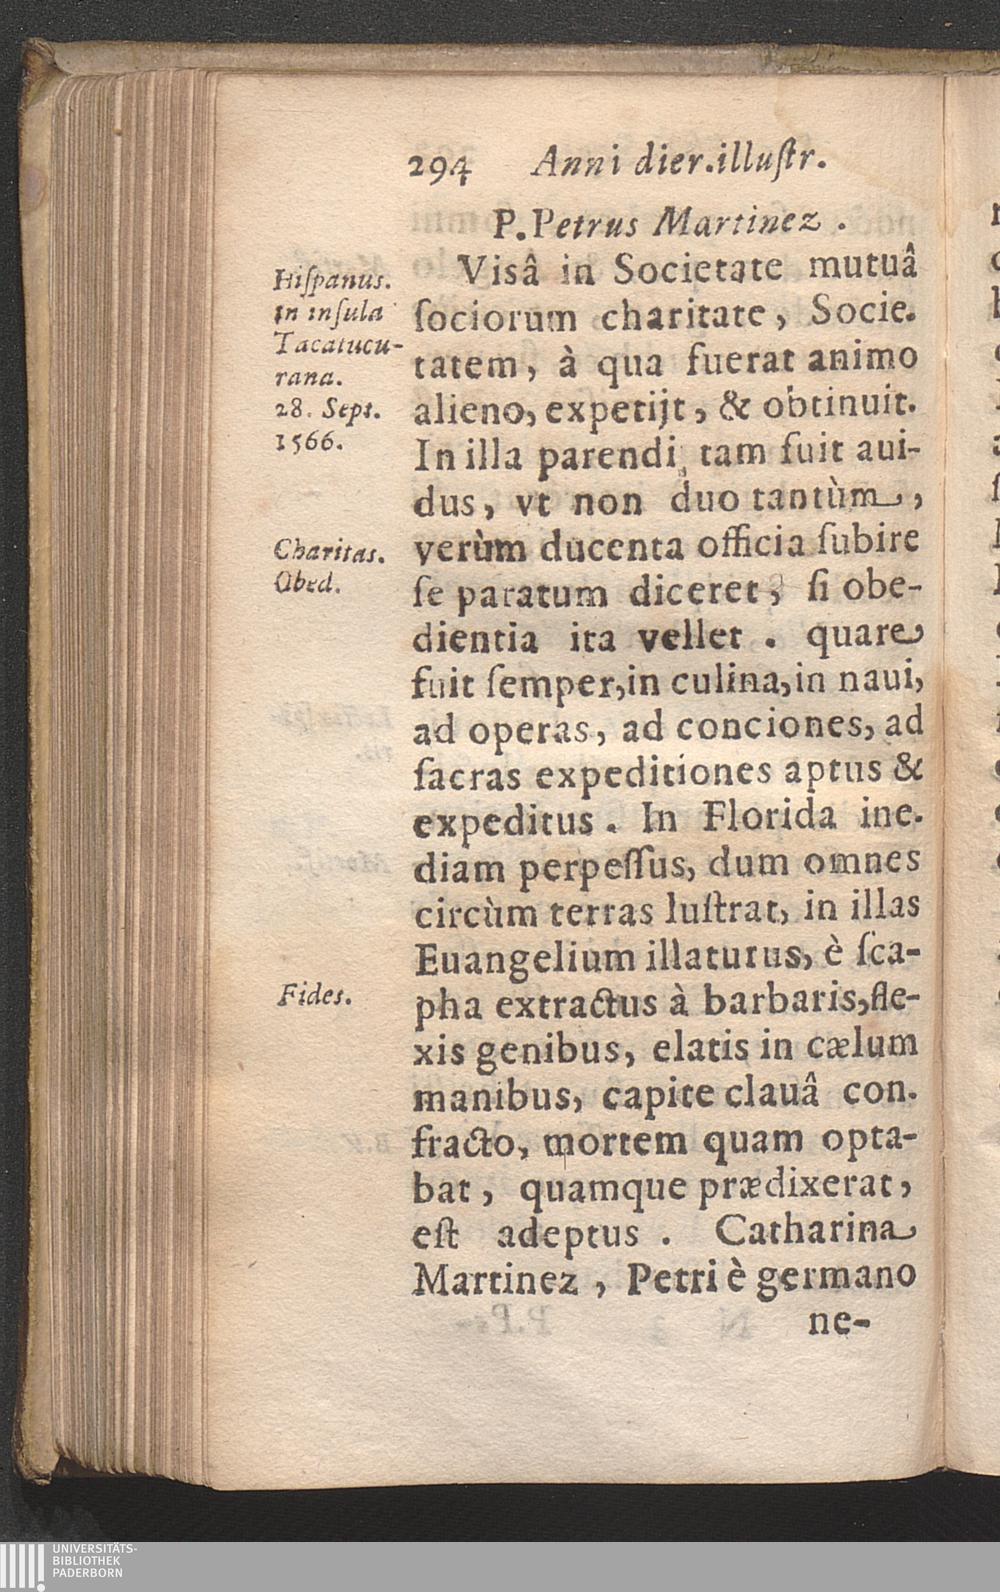 294 Anni dier.illuſtr.
P.Petrus Martinez .
Hiſpanus.
In inſula
Tacatucu-
rana.
28. Sept.
1566.
Viſâ in Societate mutuâ
ſociorum charitate, Socie-
tatem, à qua fuerat animo
alieno, expetijt, & obtinuit.
In illa parendi tam fuit aui-
dus, vt non duo tantùm,
Charitas.
Obed.
verùm ducenta officia ſubire
ſe paratum diceret, ſi obe-
dientia ita vellet . quare
fuit ſemper,in culina,in naui,
ad operas, ad conciones, ad
ſacras expeditiones aptus &
expeditus . In Florida ine-
diam perpeſſus, dum omnes
circùm terras luſtrat, in illas
Euangelium illaturus, è ſca-
Fides.
pha extractus à barbaris,fle-
xis genibus, elatis in cælum
manibus, capite clauâ con-
fracto, mortem quam opta-
bat, quamque prædixerat,
eſt adeptus . Catharina
Martinez , Petri è germano
ne-
UNIVERSITÄTS-
BIBLIOTHEK
PADERBORN